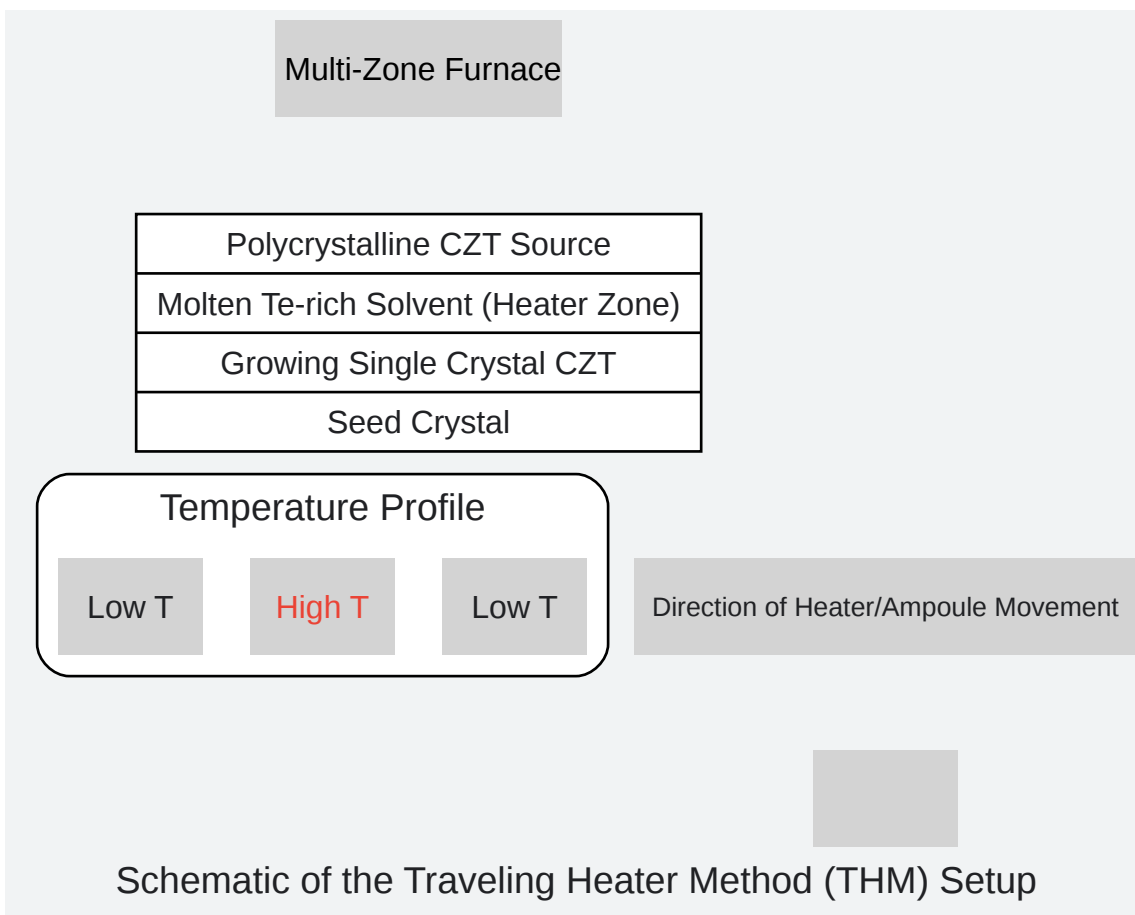 Multi-Zone Furnace
Polycrystalline CZT Source
Molten Te-rich Solvent (Heater Zone)
Growing Single Crystal CZT
Seed Crystal
Temperature Profile
Low T
High T
Low T
Direction of Heater/Ampoule Movement
Schematic of the Traveling Heater Method (THM) Setup